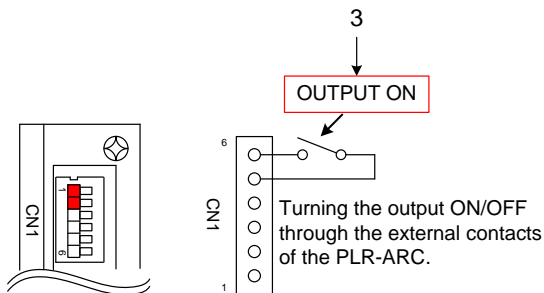 3
OUTPUT ON
6
CN1
1
Turning the output ON/OFF
through the external contacts
of the PLR-ARC.
CN1
1
6